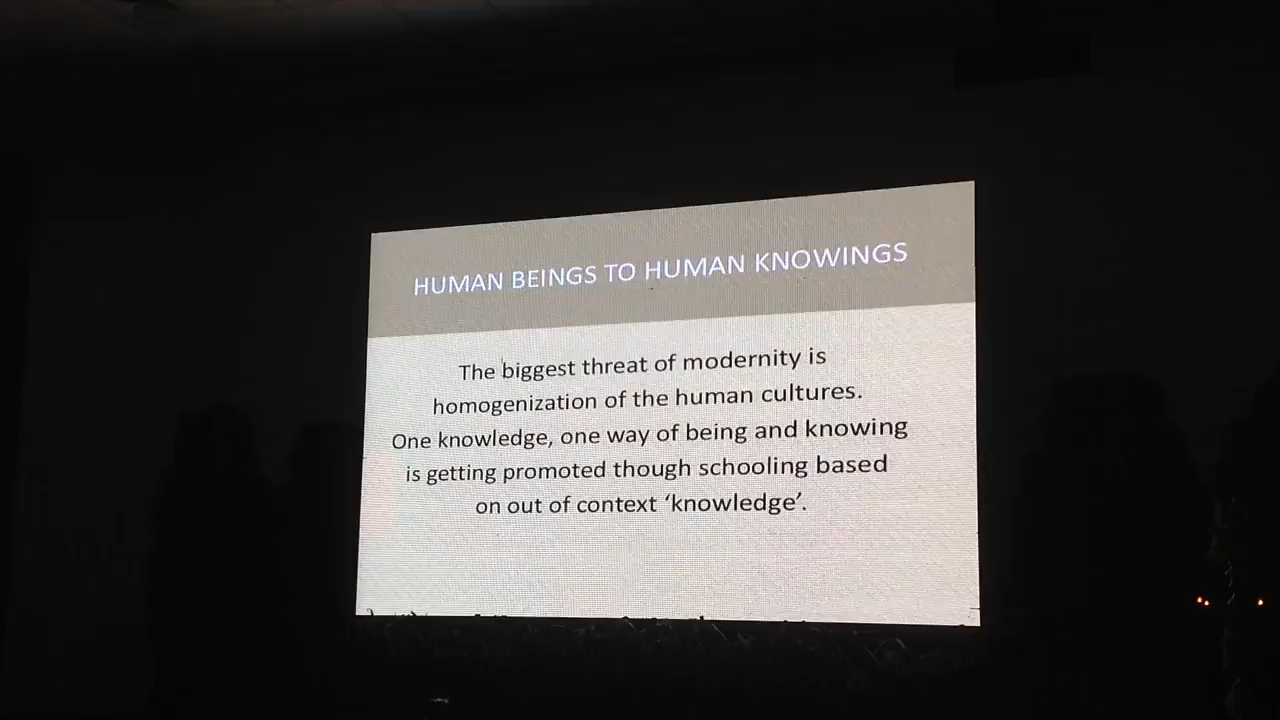 HUMAN BEINGS TO HUMAN KNOWINGS
The biggest threat of modernity is
homogenization of the human cultures.
One knowledge, one way of being and knowing
is getting promoted though schooling based
on out of context ‘knowledge’.